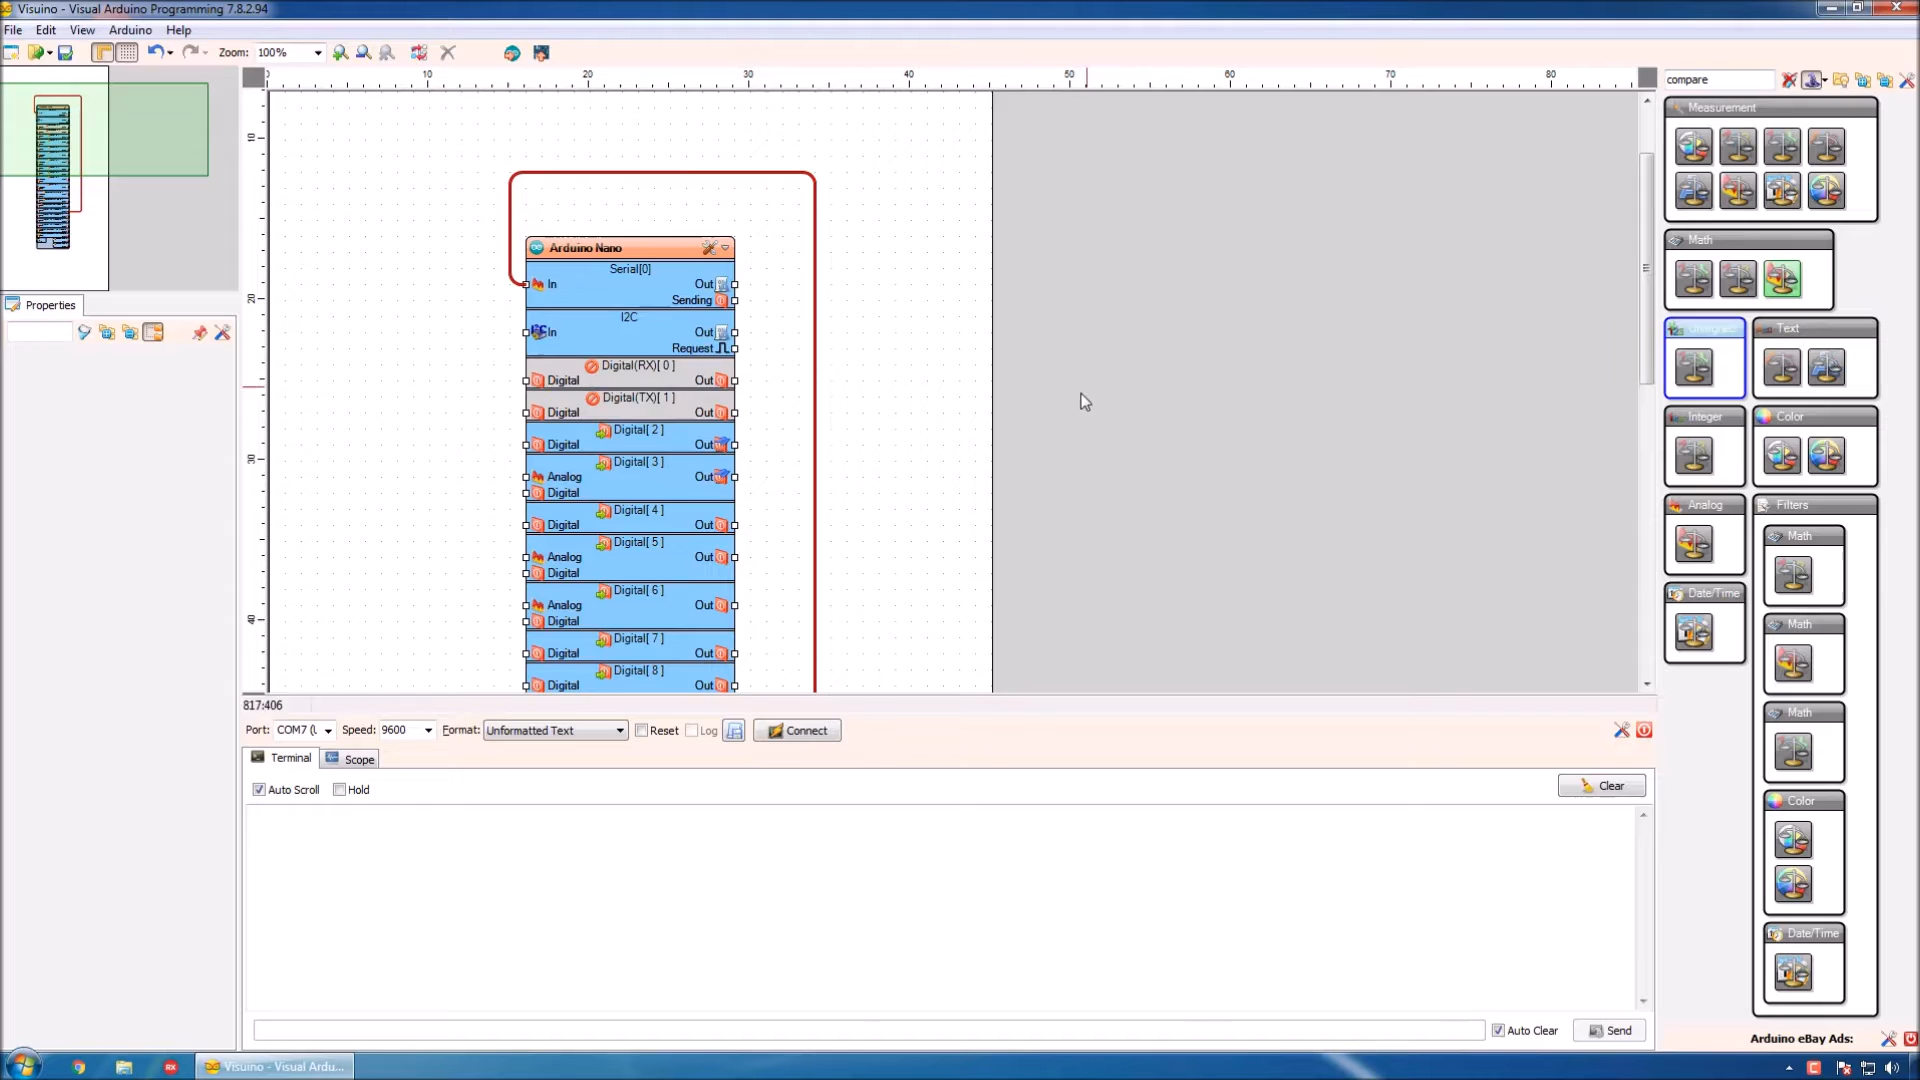 Visuino - Visual Arduino Programming 7.8.2.94
File Edit View Arduino Help
Zoom: 100%
0 10 20 30 40 50 60 70 80
10
20
30
40
compare
Measurement
Math
Text
Integer
Color
Analog
Filters
Math
Date/Time
Math
Math
Color
Date/Time
Properties
Arduino Nano
Serial[0]
In Out
Sending
I2C
I2C In Out
Request
Digital(RX)[ 0 ]
Digital Out
Digital(TX)[ 1 ]
Digital Out
Digital[ 2 ]
Digital Out
Digital[ 3 ]
Analog Out
Digital
Digital[ 4 ]
Digital Out
Digital[ 5 ]
Analog Out
Digital
Digital[ 6 ]
Analog Out
Digital
Digital[ 7 ]
Digital Out
Digital[ 8 ]
Digital Out
817:406
Port: COM7 (L Speed: 9600 Format: Unformatted Text Reset Log Connect
Terminal Scope
Auto Scroll Hold Clear
Auto Clear Send
Arduino eBay Ads:
Visuino - Visual Ardu...